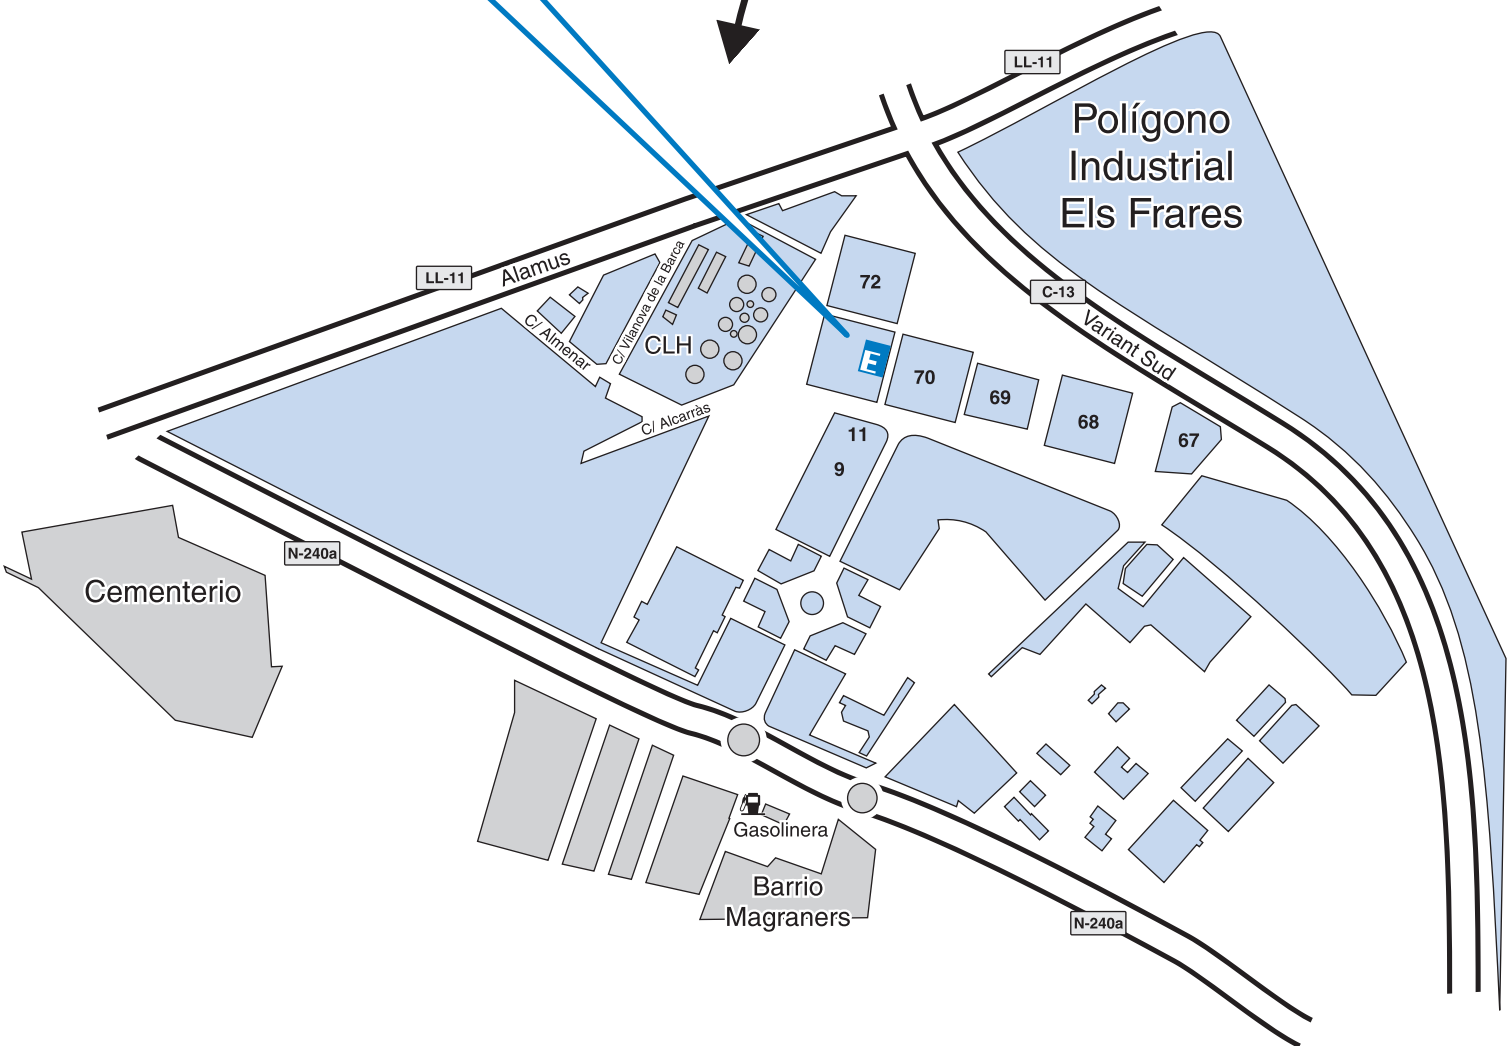 LL-11
Polígono
Industrial
Els Frares
LL-11
Alamus
C/ Vilanova de la Barca
C/ Almenar
CLH
C/ Alcarràs
72
E
70
69
68
67
11
9
C-13
Variant Sud
N-240a
Cementerio
Gasolinera
Barrio
Magraners
N-240a